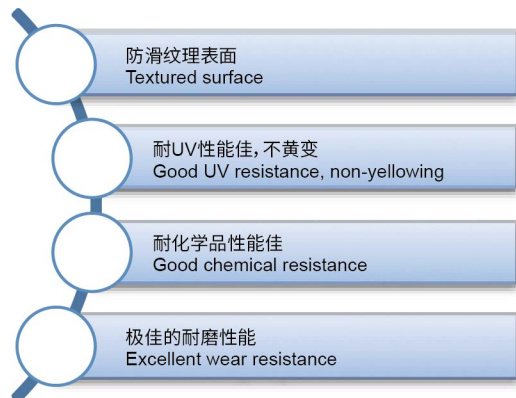 防滑纹理表面
Textured surface
耐UV性能佳，不黄变
Good UV resistance, non-yellowing
耐化学品性能佳
Good chemical resistance
极佳的耐磨性能
Excellent wear resistance